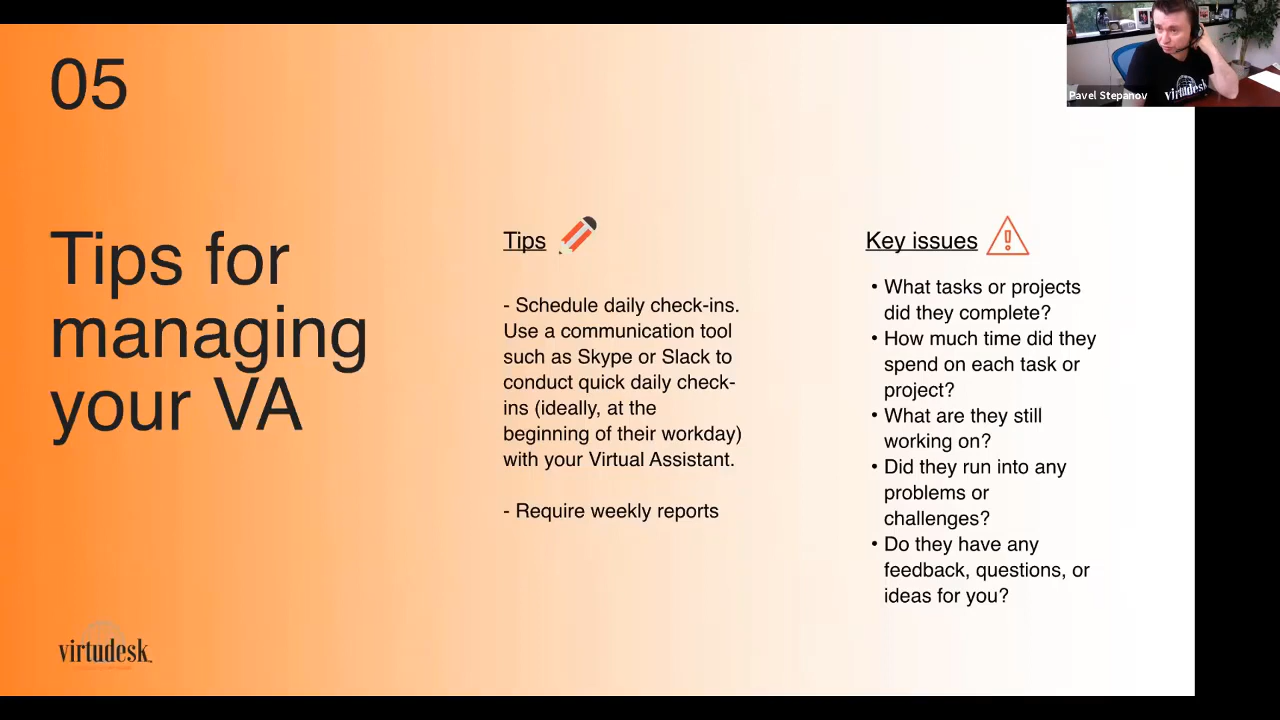 05
Tips for
managing
your VA
Tips
- Schedule daily check-ins.
Use a communication tool
such as Skype or Slack to
conduct quick daily check-
ins (ideally, at the
beginning of their workday)
with your Virtual Assistant.
- Require weekly reports
Key issues
• What tasks or projects
did they complete?
• How much time did they
spend on each task or
project?
• What are they still
working on?
• Did they run into any
problems or
challenges?
• Do they have any
feedback, questions, or
ideas for you?
virtudesk
Pavel Stepanov
virtudesk